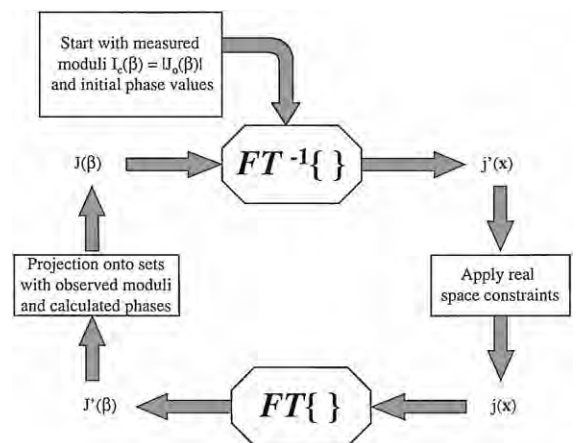 Start with measured
moduli I_c(β) = |J_o(β)|
and initial phase values
J(β)
FT ⁻¹{ }
j'(x)
Projection onto sets
with observed moduli
and calculated phases
Apply real
space constraints
J'(β)
FT{ }
j(x)